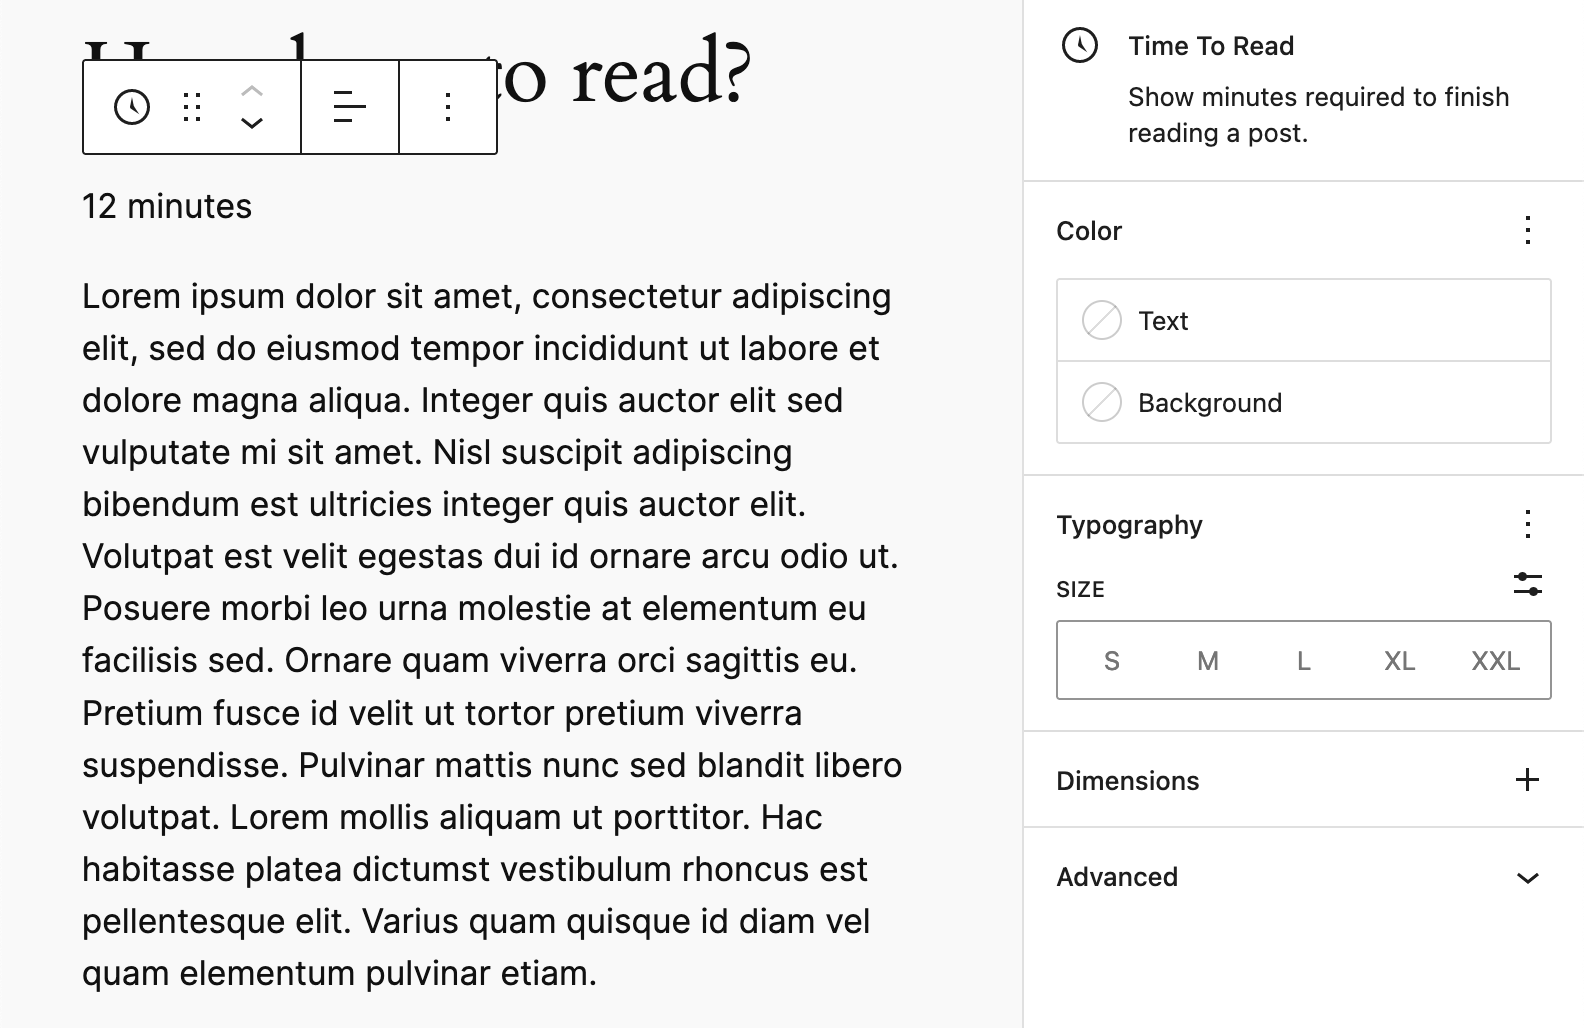 to read?
12 minutes
Lorem ipsum dolor sit amet, consectetur adipiscing
elit, sed do eiusmod tempor incididunt ut labore et
dolore magna aliqua. Integer quis auctor elit sed
vulputate mi sit amet. Nisl suscipit adipiscing
bibendum est ultricies integer quis auctor elit.
Volutpat est velit egestas dui id ornare arcu odio ut.
Posuere morbi leo urna molestie at elementum eu
facilisis sed. Ornare quam viverra orci sagittis eu.
Pretium fusce id velit ut tortor pretium viverra
suspendisse. Pulvinar mattis nunc sed blandit libero
volutpat. Lorem mollis aliquam ut porttitor. Hac
habitasse platea dictumst vestibulum rhoncus est
pellentesque elit. Varius quam quisque id diam vel
quam elementum pulvinar etiam.
Time To Read
Show minutes required to finish
reading a post.
Color
Text
Background
Typography
SIZE
S M L XL XXL
Dimensions
Advanced